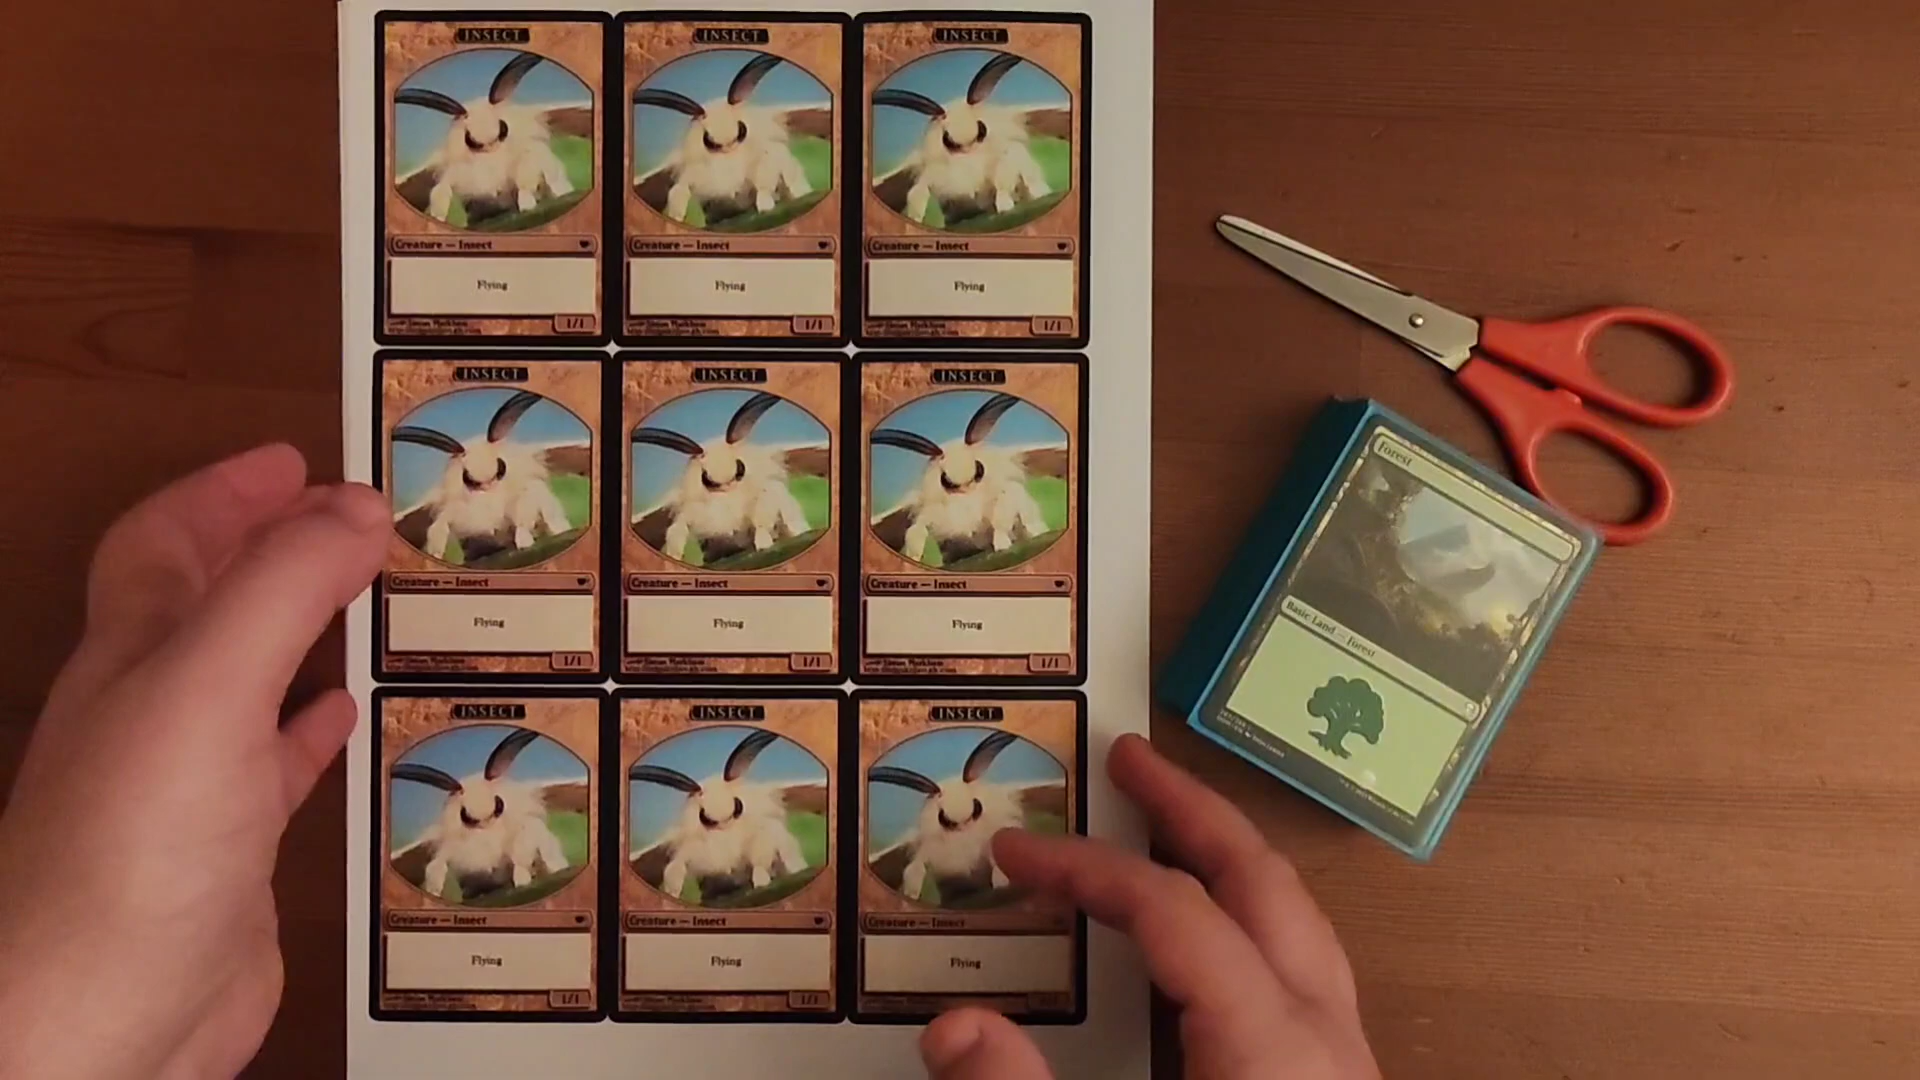 INSECT
INSECT
INSECT
Creature — Insect
Creature — Insect
Creature — Insect
Flying
Flying
Flying
1/1
1/1
1/1
INSECT
INSECT
INSECT
Creature — Insect
Creature — Insect
Creature — Insect
Flying
Flying
Flying
1/1
1/1
1/1
INSECT
INSECT
INSECT
Creature — Insect
Creature — Insect
Creature — Insect
Flying
Flying
Flying
1/1
1/1
Forest
Basic Land — Forest